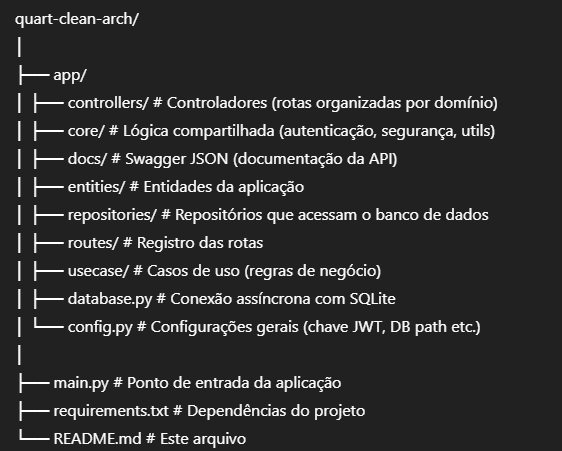 quart-clean-arch/
│
├── app/
│ ├── controllers/ # Controladores (rotas organizadas por domínio)
│ ├── core/ # Lógica compartilhada (autenticação, segurança, utils)
│ ├── docs/ # Swagger JSON (documentação da API)
│ ├── entities/ # Entidades da aplicação
│ ├── repositories/ # Repositórios que acessam o banco de dados
│ ├── routes/ # Registro das rotas
│ ├── usecase/ # Casos de uso (regras de negócio)
│ ├── database.py # Conexão assíncrona com SQLite
│ └── config.py # Configurações gerais (chave JWT, DB path etc.)
│
├── main.py # Ponto de entrada da aplicação
├── requirements.txt # Dependências do projeto
└── README.md # Este arquivo